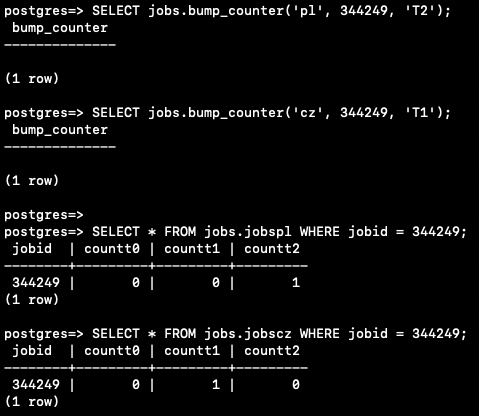 postgres=> SELECT jobs.bump_counter('pl', 344249, 'T2');
 bump_counter
--------------

(1 row)

postgres=> SELECT jobs.bump_counter('cz', 344249, 'T1');
 bump_counter
--------------

(1 row)

postgres=>
postgres=> SELECT * FROM jobs.jobspl WHERE jobid = 344249;
 jobid  | countt0 | countt1 | countt2
--------+---------+---------+---------
 344249 |       0 |       0 |       1
(1 row)

postgres=> SELECT * FROM jobs.jobscz WHERE jobid = 344249;
 jobid  | countt0 | countt1 | countt2
--------+---------+---------+---------
 344249 |       0 |       1 |       0
(1 row)